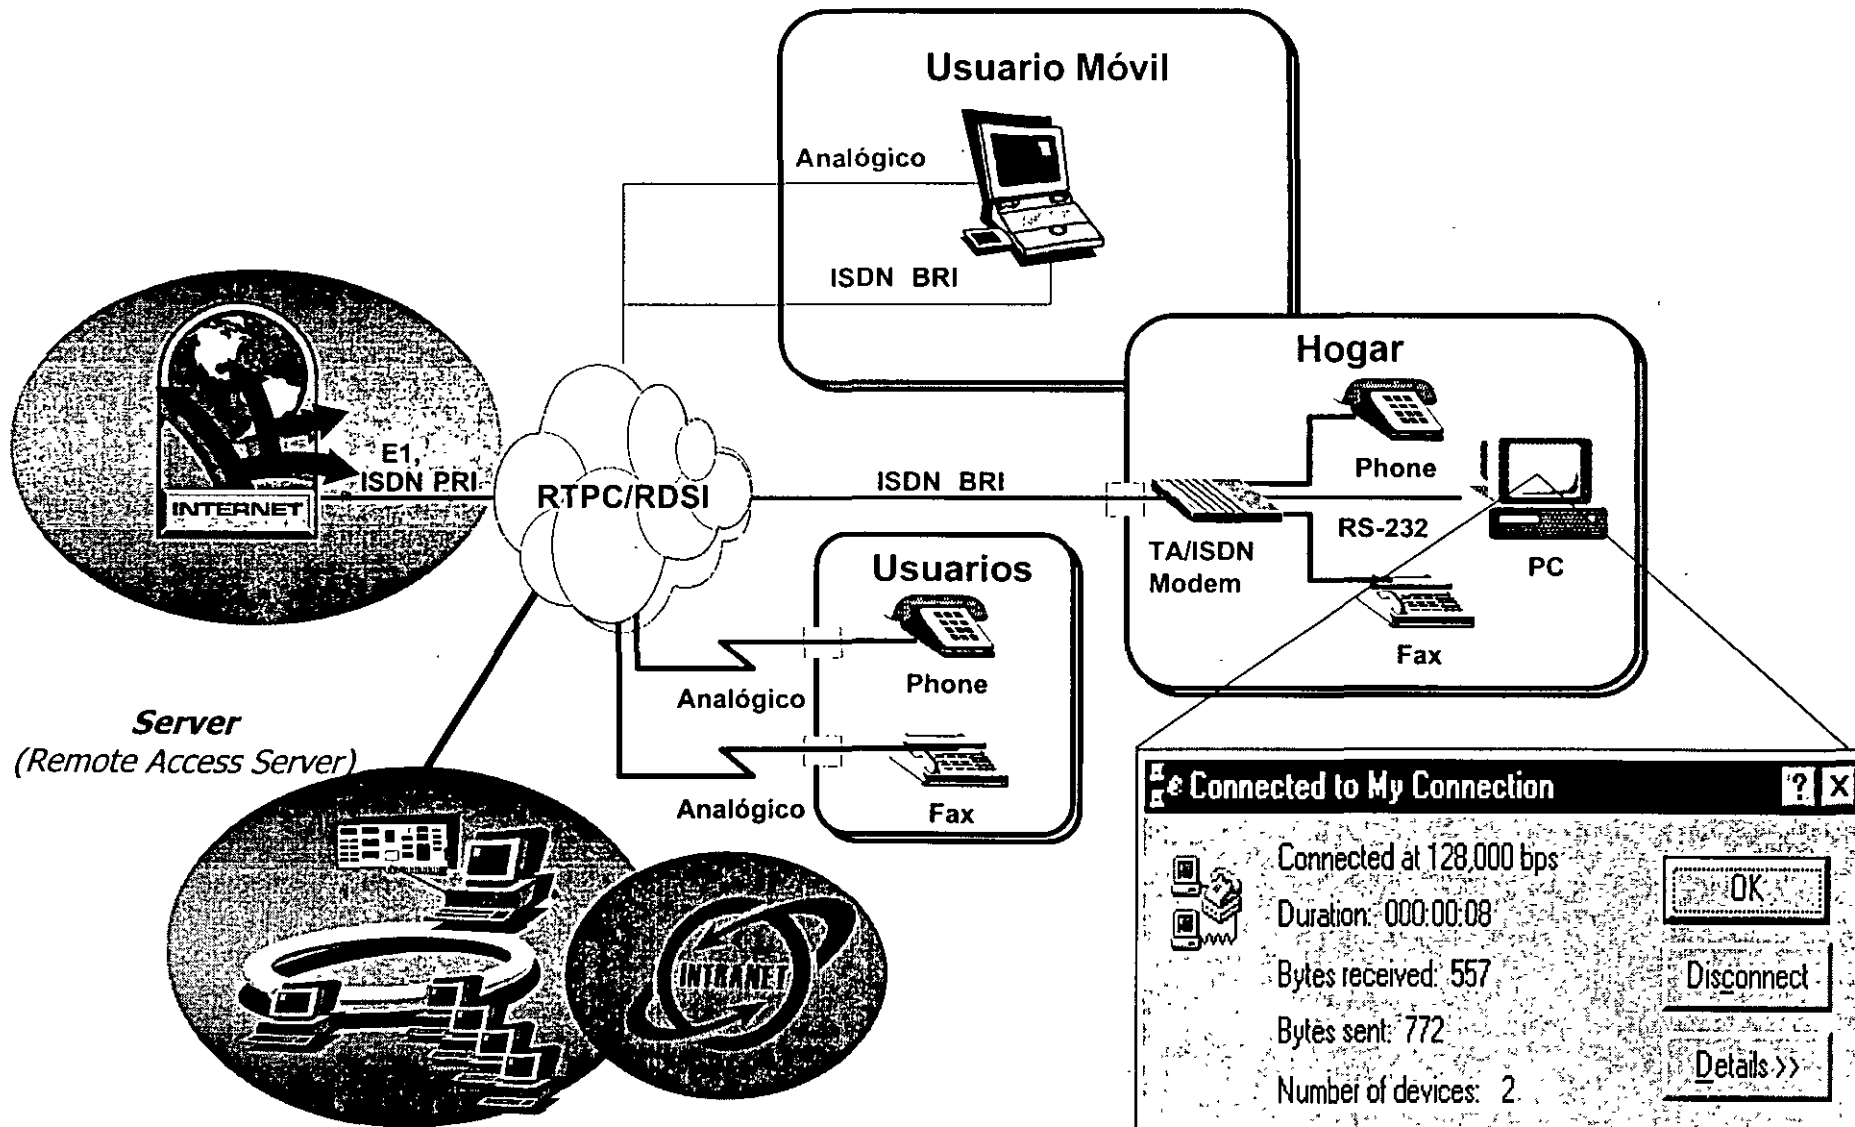 Usuario Móvil
Analógico
ISDN BRI
Hogar
Phone
RS-232
PC
TA/ISDN
Modem
Fax
E1,
ISDN PRI
INTERNET
RTPC/RDSI
ISDN BRI
Usuarios
Phone
Analógico
Fax
Analógico
Server
(Remote Access Server)
INTRANET
Connected to My Connection
? X
Connected at 128,000 bps
OK
Duration: 000:00:08
Bytes received: 557
Disconnect
Bytes sent: 772
Details >>
Number of devices: 2